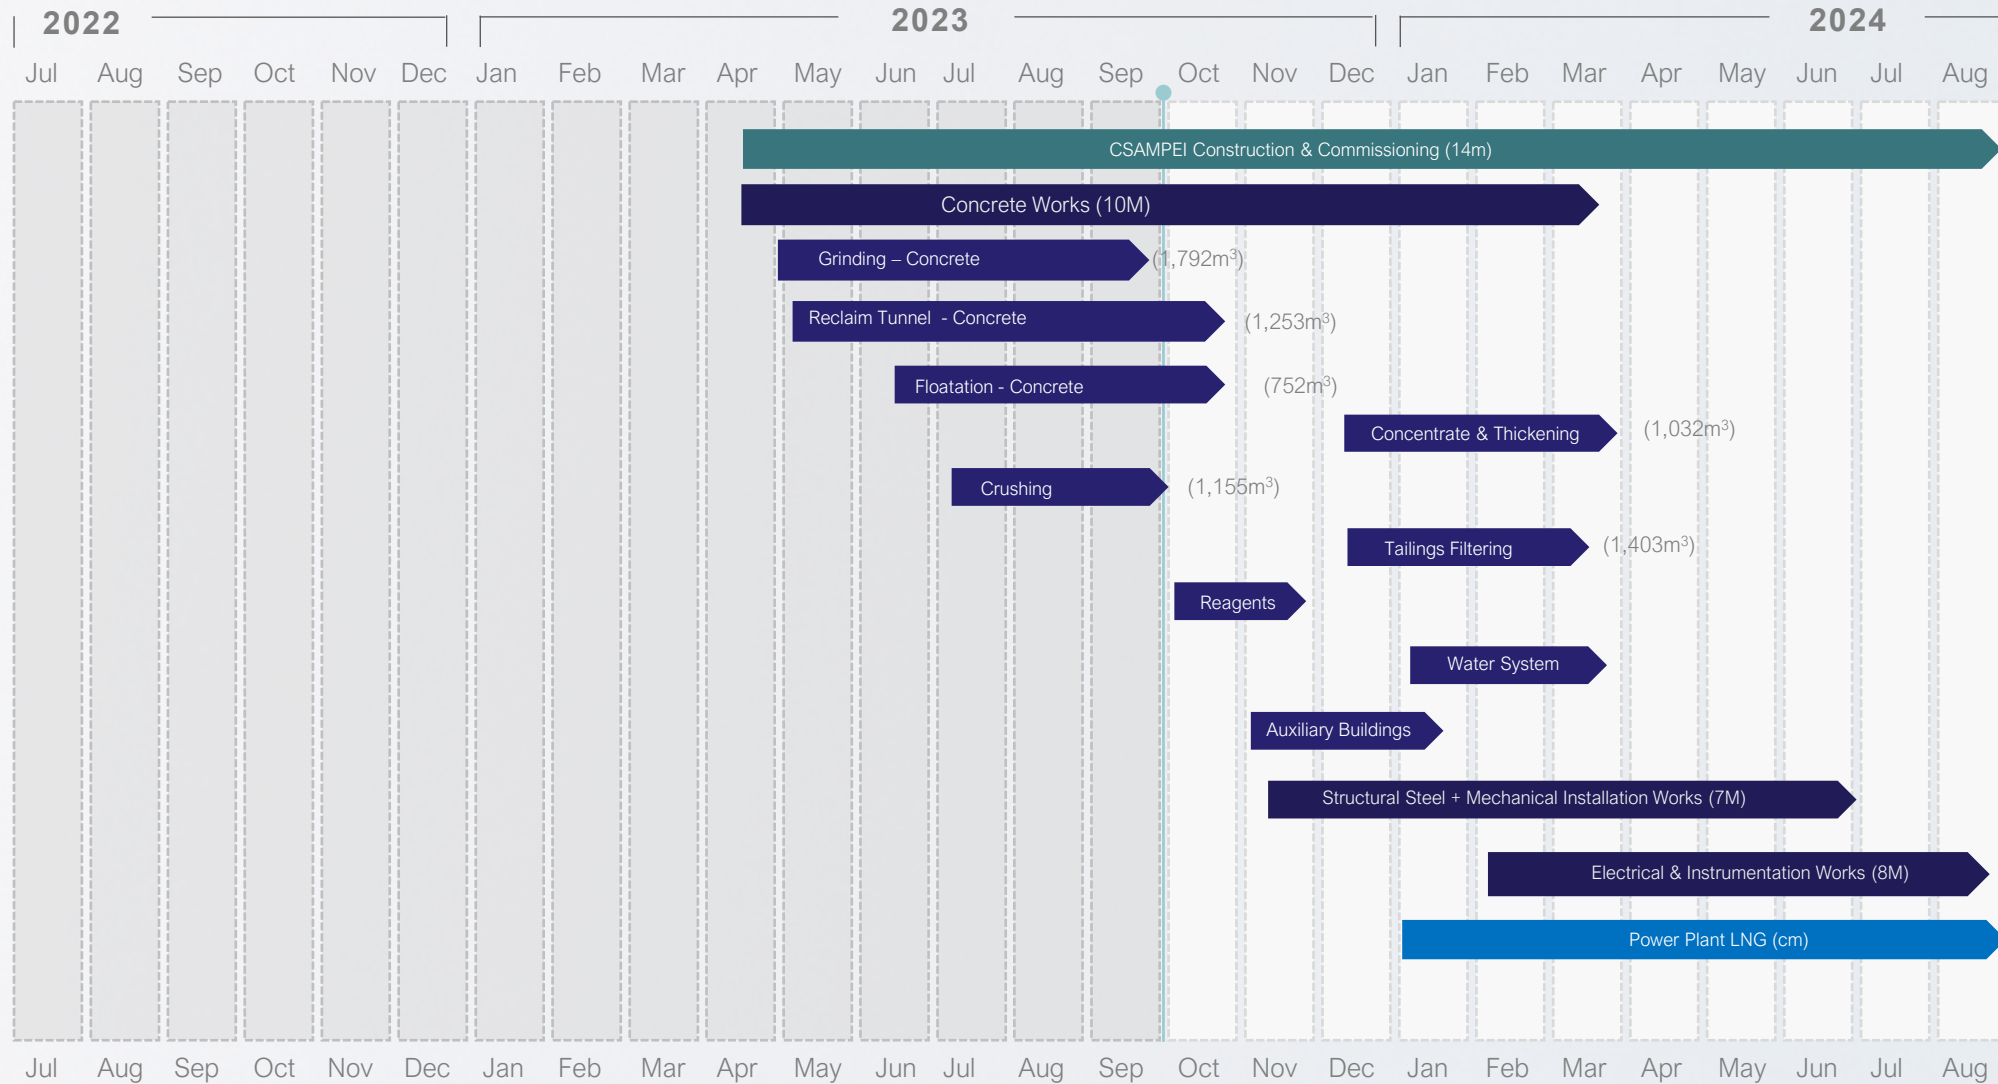 2022 2023 2024
Jul Aug Sep Oct Nov Dec Jan Feb Mar Apr May Jun Jul Aug Sep Oct Nov Dec Jan Feb Mar Apr May Jun Jul Aug
CSAMPEI Construction & Commissioning (14m)
Concrete Works (10M)
Grinding – Concrete (1,792m³)
Reclaim Tunnel - Concrete (1,253m³)
Floatation - Concrete (752m³)
Concentrate & Thickening (1,032m³)
Crushing (1,155m³)
Tailings Filtering (1,403m³)
Reagents
Water System
Auxiliary Buildings
Structural Steel + Mechanical Installation Works (7M)
Electrical & Instrumentation Works (8M)
Power Plant LNG (cm)
Jul Aug Sep Oct Nov Dec Jan Feb Mar Apr May Jun Jul Aug Sep Oct Nov Dec Jan Feb Mar Apr May Jun Jul Aug